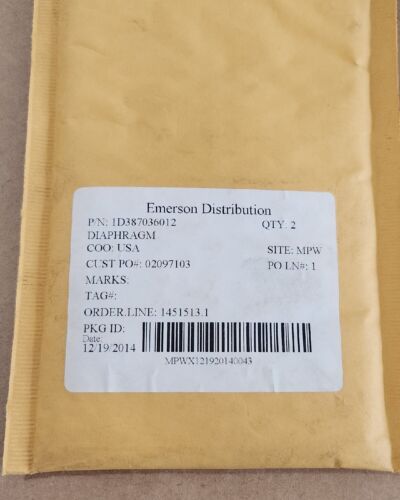 Emerson Distribution
P/N: 1D387036012 QTY 2
DIAPHRAGM
COO: USA SITE: MPW
CUST PO#: 02097103 PO LN#: 1
MARKS:
TAG#:
ORDER.LINE: 1451513.1
PKG ID:
Date:
12/19/2014
MPWX121920140043